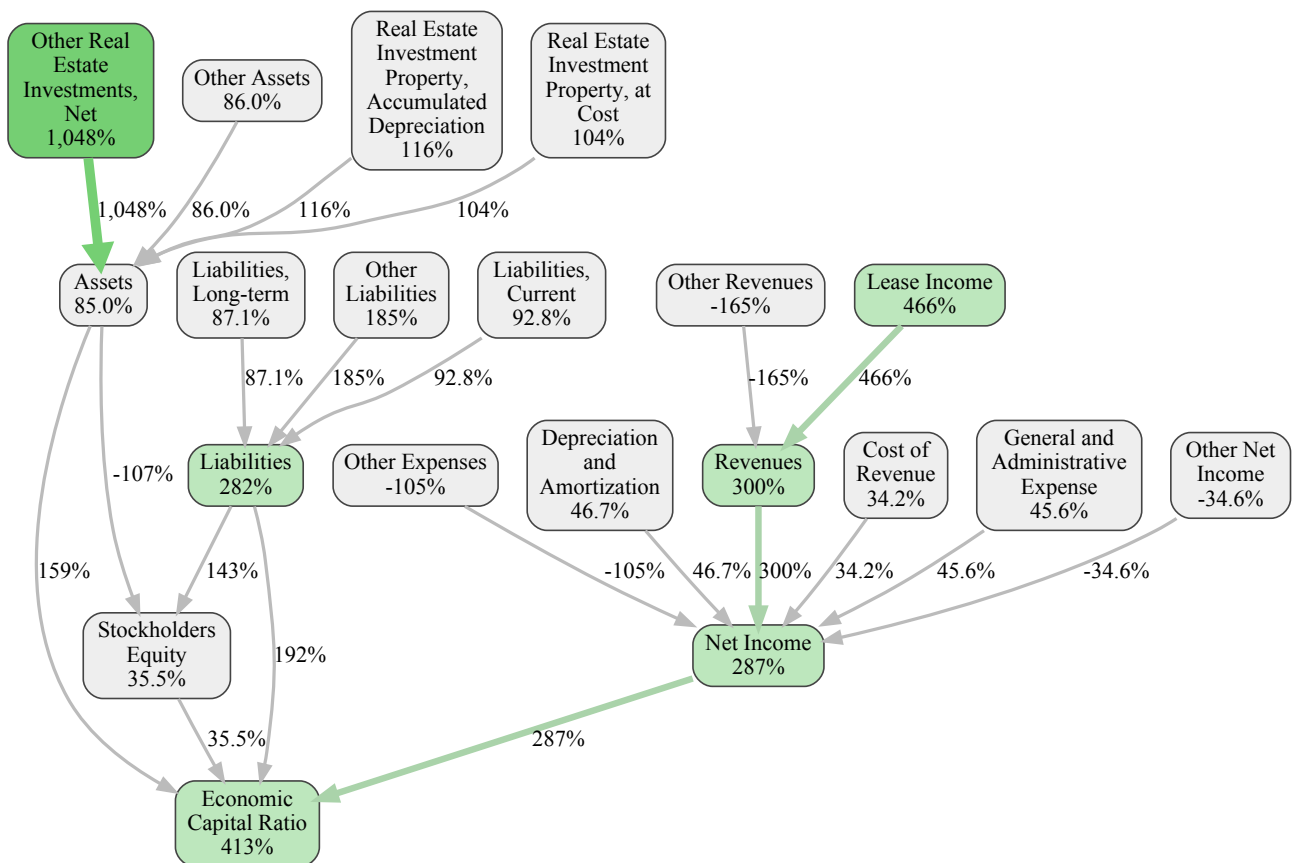 Other Real
Estate
Investments,
Net
1,048%
Other Assets
86.0%
Real Estate
Investment
Property,
Accumulated
Depreciation
116%
Real Estate
Investment
Property, at
Cost
104%
1,048%
86.0%
116%
104%
Assets
85.0%
Liabilities,
Long-term
87.1%
Other
Liabilities
185%
Liabilities,
Current
92.8%
Other Revenues
-165%
Lease Income
466%
87.1%
185%
92.8%
-165%
466%
-107%
Liabilities
282%
Other Expenses
-105%
Depreciation
and
Amortization
46.7%
Revenues
300%
Cost of
Revenue
34.2%
General and
Administrative
Expense
45.6%
Other Net
Income
-34.6%
159%
143%
-105%
46.7%
300%
34.2%
45.6%
-34.6%
Stockholders
Equity
35.5%
192%
Net Income
287%
35.5%
287%
Economic
Capital Ratio
413%